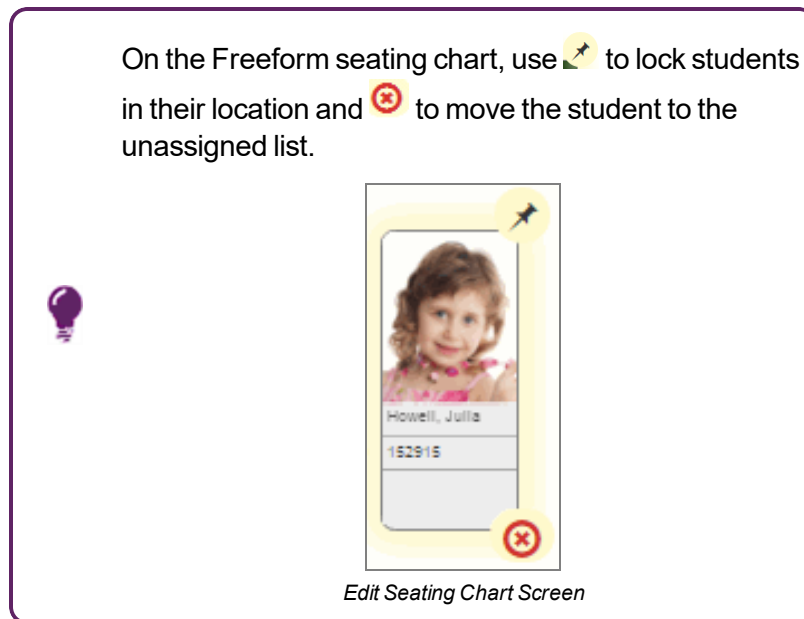 On the Freeform seating chart, use to lock students
in their location and to move the student to the
unassigned list.
Howell, Julia
152915
Edit Seating Chart Screen